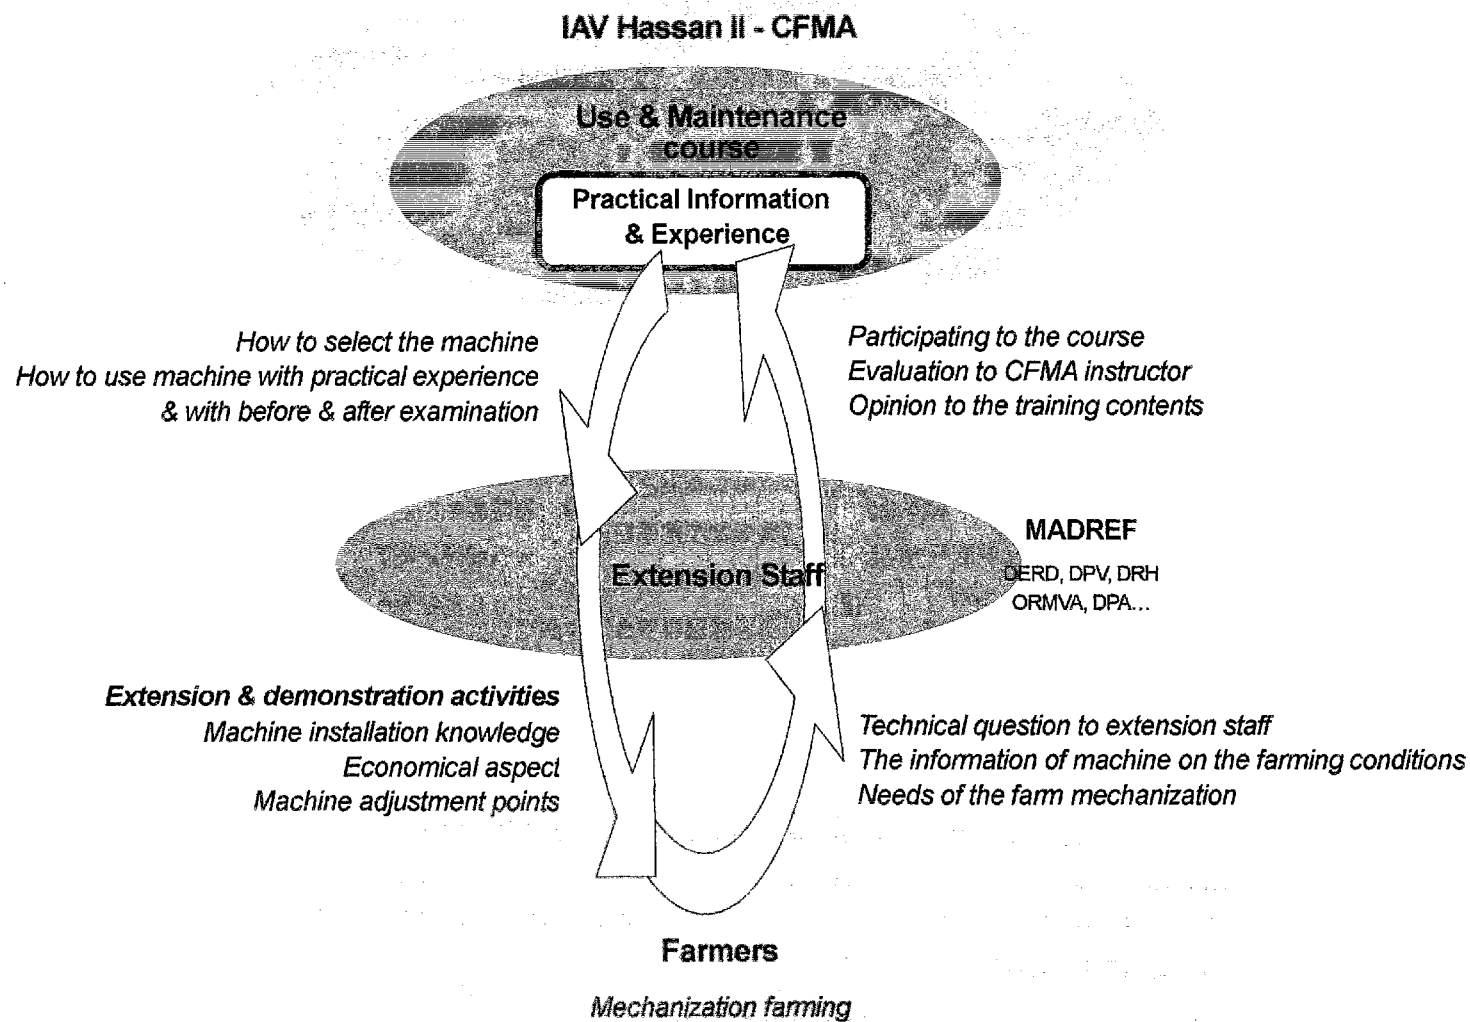 IAV Hassan II - CFMA
Use & Maintenance
course
Practical Information
& Experience
How to select the machine
How to use machine with practical experience
& with before & after examination
Participating to the course
Evaluation to CFMA instructor
Opinion to the training contents
Extension Staff
MADREF
DERD, DPV, DRH
ORMVA, DPA...
Extension & demonstration activities
Machine installation knowledge
Economical aspect
Machine adjustment points
Technical question to extension staff
The information of machine on the farming conditions
Needs of the farm mechanization
Farmers
Mechanization farming